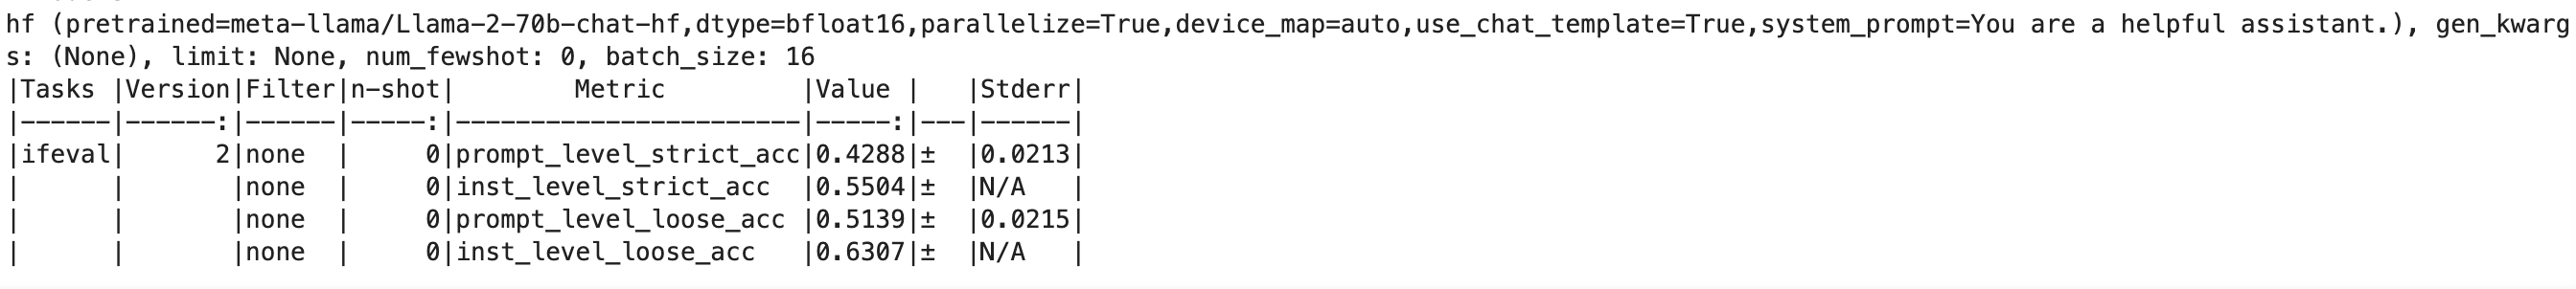 hf (pretrained=meta-llama/Llama-2-70b-chat-hf,dtype=bfloat16,parallelize=True,device_map=auto,use_chat_template=True,system_prompt=You are a helpful assistant.), gen_kwarg
s: (None), limit: None, num_fewshot: 0, batch_size: 16
|Tasks |Version|Filter|n-shot|        Metric         |Value |   |Stderr|
|------|------:|------|-----:|-----------------------|-----:|---|------|
|ifeval|      2|none  |     0|prompt_level_strict_acc|0.4288|±  |0.0213|
|      |       |none  |     0|inst_level_strict_acc  |0.5504|±  |N/A   |
|      |       |none  |     0|prompt_level_loose_acc |0.5139|±  |0.0215|
|      |       |none  |     0|inst_level_loose_acc   |0.6307|±  |N/A   |